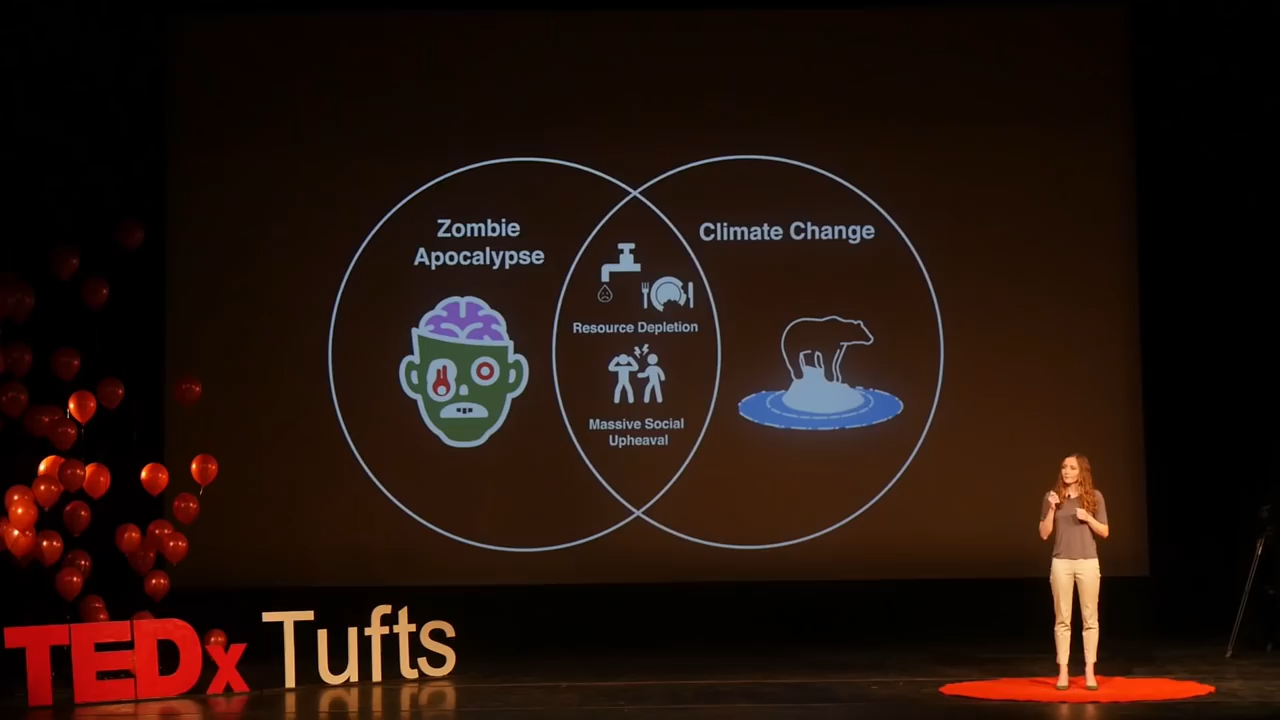 Zombie
Apocalypse
Climate Change
Resource Depletion
Massive Social
Upheaval
TEDx Tufts